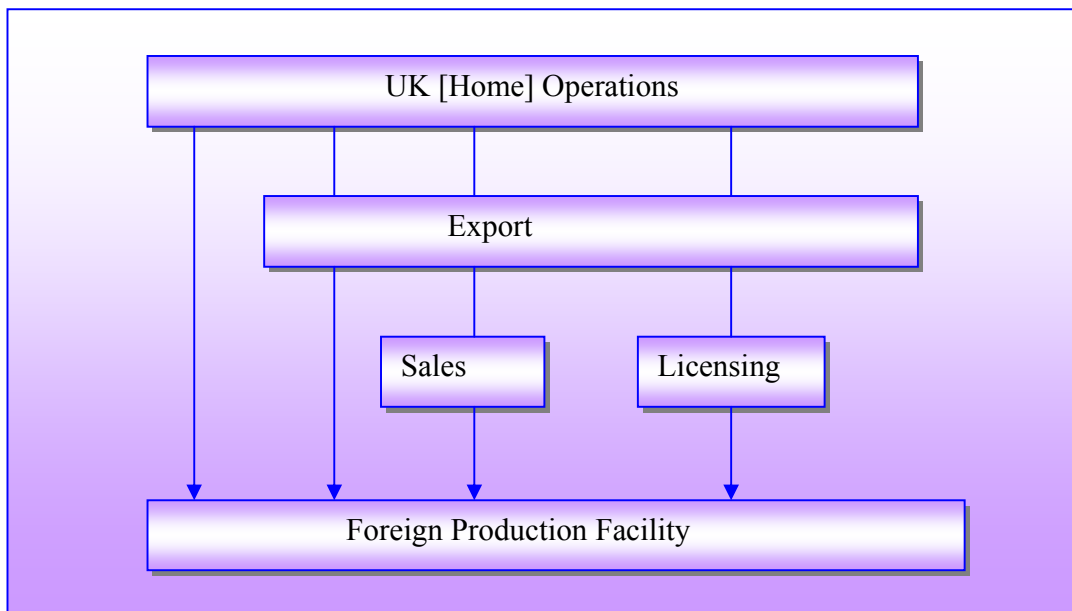 UK [Home] Operations
Export
Sales
Licensing
Foreign Production Facility